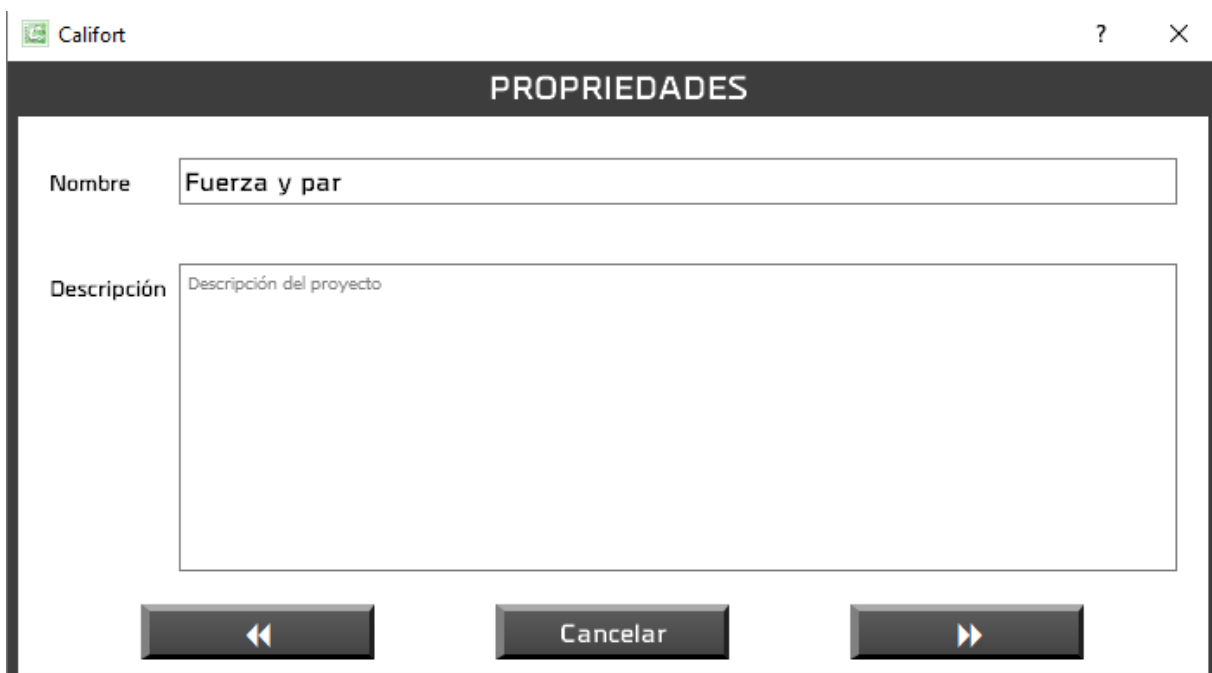 Califort
PROPRIEDADES
Nombre Fuerza y par
Descripción Descripción del proyecto
Cancelar